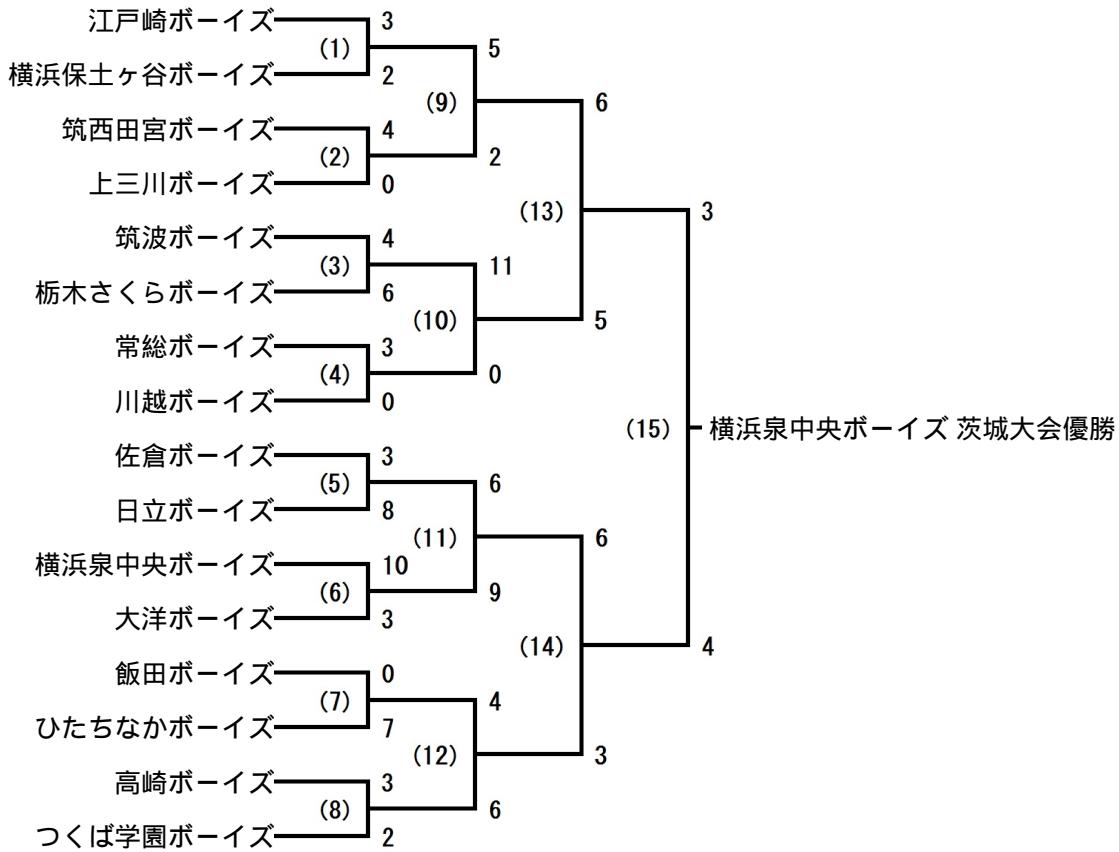 江戸崎ボーイズ 3
(1) 5
横浜保土ヶ谷ボーイズ 2
(9) 6
筑西田宮ボーイズ 4
(2) 2
上三川ボーイズ 0
(13) 3
筑波ボーイズ 4
(3) 11
栃木さくらボーイズ 6
(10) 5
常総ボーイズ 3
(4) 0
川越ボーイズ 0
(15) 横浜泉中央ボーイズ 茨城大会優勝
佐倉ボーイズ 3
(5) 6
日立ボーイズ 8
(11) 6
横浜泉中央ボーイズ 10
(6) 9
大洋ボーイズ 3
(14) 4
飯田ボーイズ 0
(7) 4
ひたちなかボーイズ 7
(12) 3
高崎ボーイズ 3
(8) 6
つくば学園ボーイズ 2